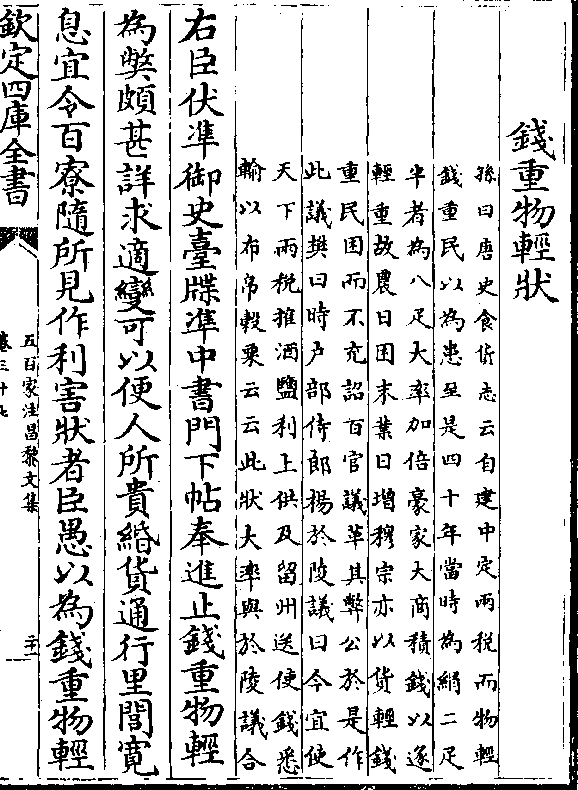 錢重物輕狀
孫曰唐史食貨志云自建中定兩税而物輕
錢重民以為患至是四十年當時為絹二疋
半者為八疋大率加倍豪家大商積錢以逐
輕重故農日困末業日增穆宗亦以貨輕錢
重民困而不充詔百官議革其弊公於是作
此議樊曰時户部侍郎楊於陵議曰今宜使
天下兩税榷酒鹽利上供及留州送使錢悉
輸以布帛穀粟云云此狀大率與於陵議合
右臣伏凖御史臺牒凖中書門下帖奉進止錢重物輕
為弊頗甚詳求適變可以便人所貴緡貨通行里閭寛
息宜令百寮隨所見作利害狀者臣愚以為錢重物輕
欽定四庫全書
五百家注昌黎文集
卷三十七